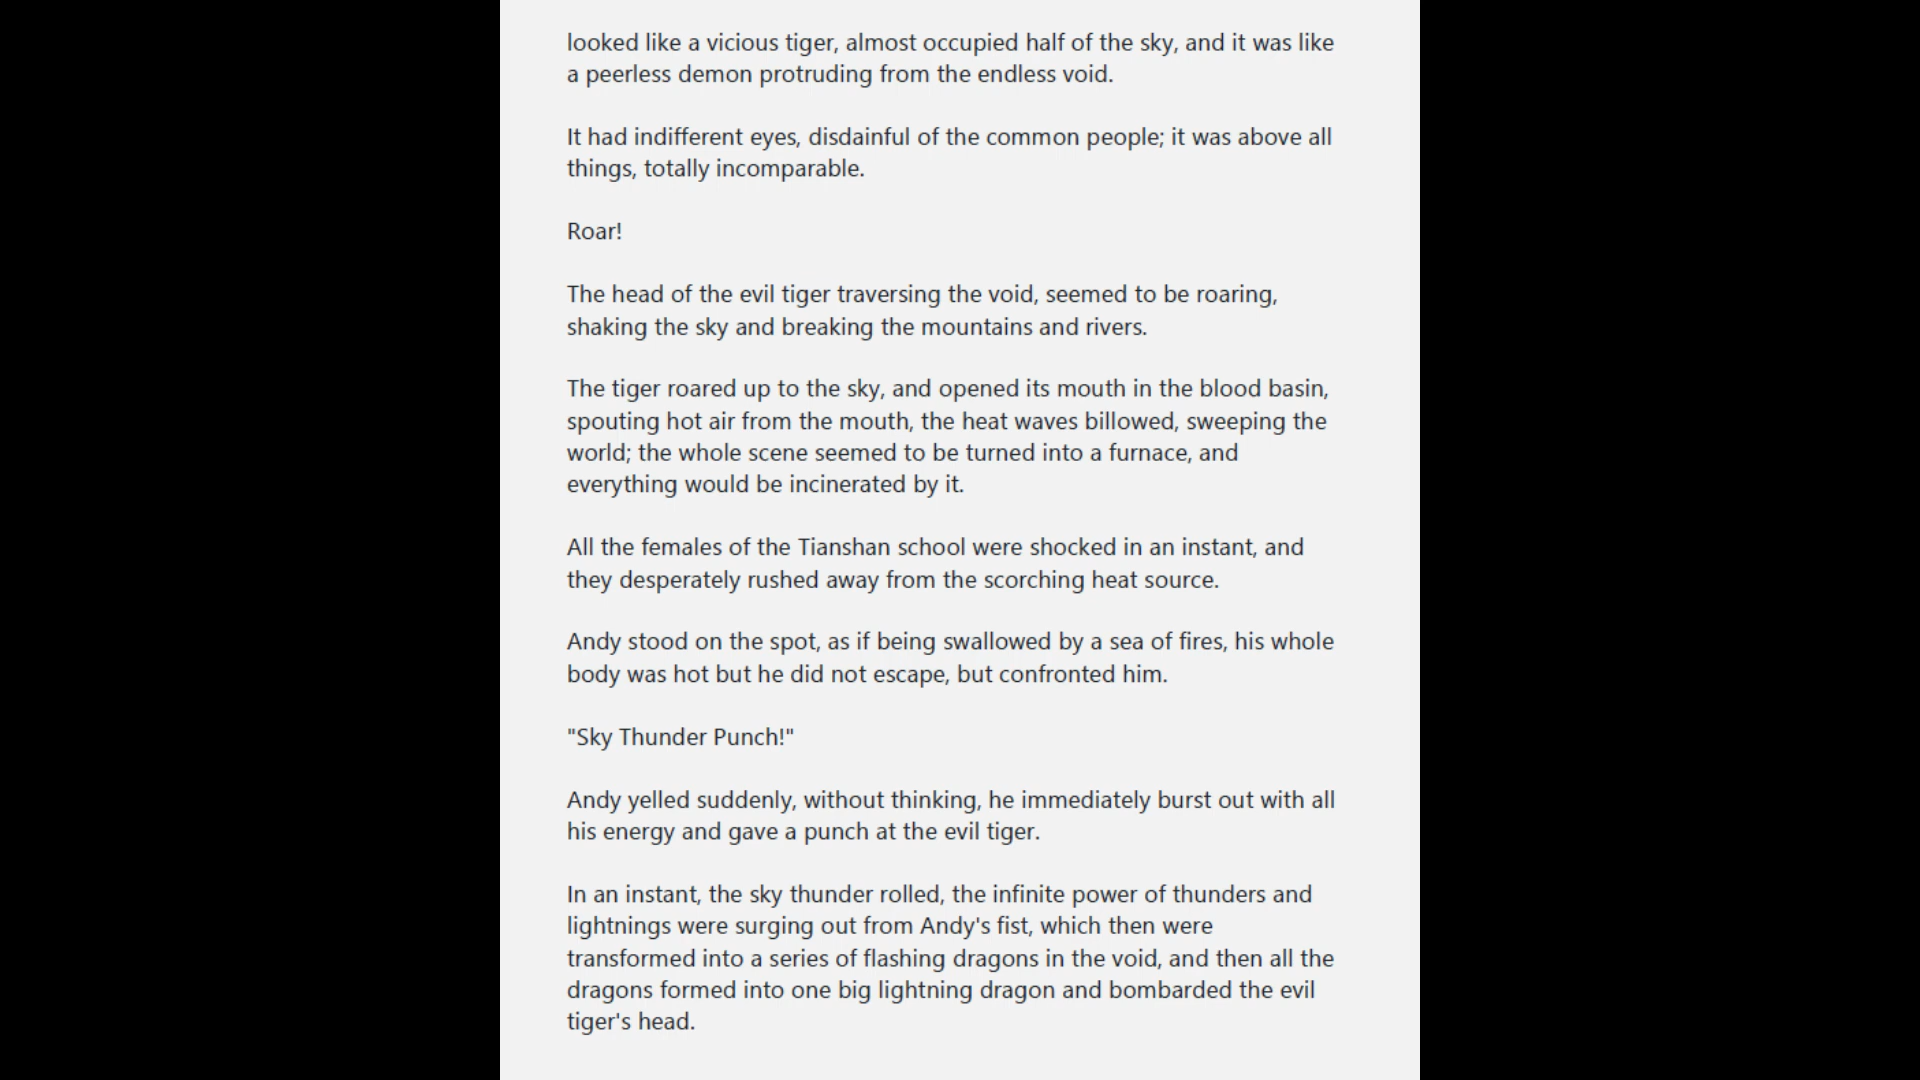 looked like a vicious tiger, almost occupied half of the sky, and it was like
a peerless demon protruding from the endless void.
It had indifferent eyes, disdainful of the common people; it was above all
things, totally incomparable.
Roar!
The head of the evil tiger traversing the void, seemed to be roaring,
shaking the sky and breaking the mountains and rivers.
The tiger roared up to the sky, and opened its mouth in the blood basin,
spouting hot air from the mouth, the heat waves billowed, sweeping the
world; the whole scene seemed to be turned into a furnace, and
everything would be incinerated by it.
All the females of the Tianshan school were shocked in an instant, and
they desperately rushed away from the scorching heat source.
Andy stood on the spot, as if being swallowed by a sea of fires, his whole
body was hot but he did not escape, but confronted him.
"Sky Thunder Punch!"
Andy yelled suddenly, without thinking, he immediately burst out with all
his energy and gave a punch at the evil tiger.
In an instant, the sky thunder rolled, the infinite power of thunders and
lightnings were surging out from Andy's fist, which then were
transformed into a series of flashing dragons in the void, and then all the
dragons formed into one big lightning dragon and bombarded the evil
tiger's head.